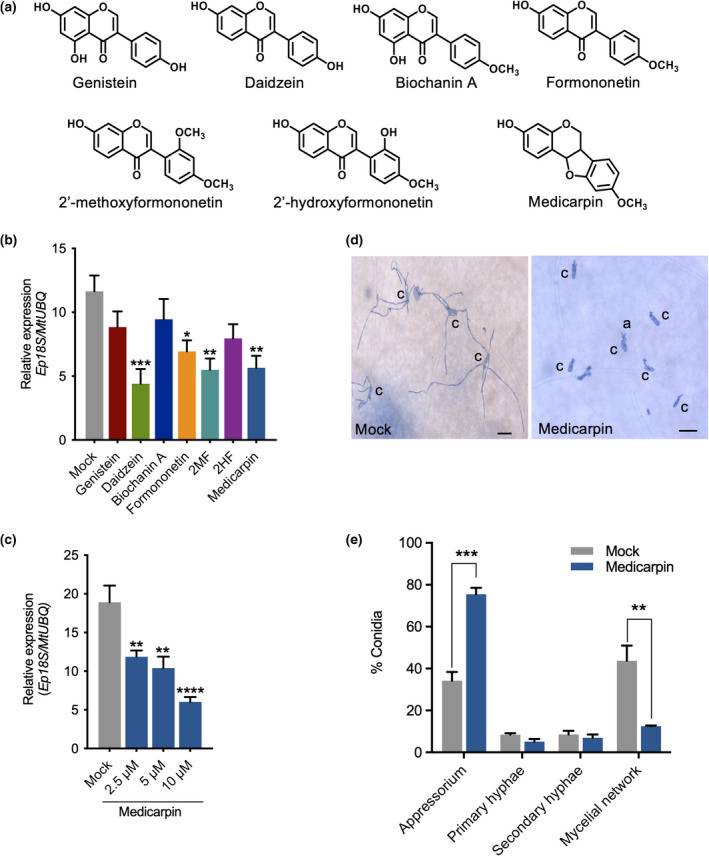 (a)
HO
O
OH
O
OH
Genistein
HO
O
O
OH
Daidzein
HO
O
OH
O
OCH3
Biochanin A
HO
O
O
OCH3
Formononetin
HO
O
OCH3
O
OCH3
2'-methoxyformononetin
HO
O
OH
O
OCH3
2'-hydroxyformononetin
HO
O
O
OCH3
Medicarpin
(b)
Relative expression
Ep18S/MtUBQ
15
10
5
0
***
*
**
**
Mock
Genistein
Daidzein
Biochanin A
Formononetin
2MF
2HF
Medicarpin
(d)
c
c
c
c
Mock
c
c
a
c
c
c
c
Medicarpin
(c)
Relative expression
(Ep18S/MtUBQ)
25
20
15
10
5
0
**
**
****
Mock
2.5 µM
5 µM
10 µM
Medicarpin
(e)
% Conidia
100
80
60
40
20
0
Mock
Medicarpin
***
**
Appressorium
Primary hyphae
Secondary hyphae
Mycelial network